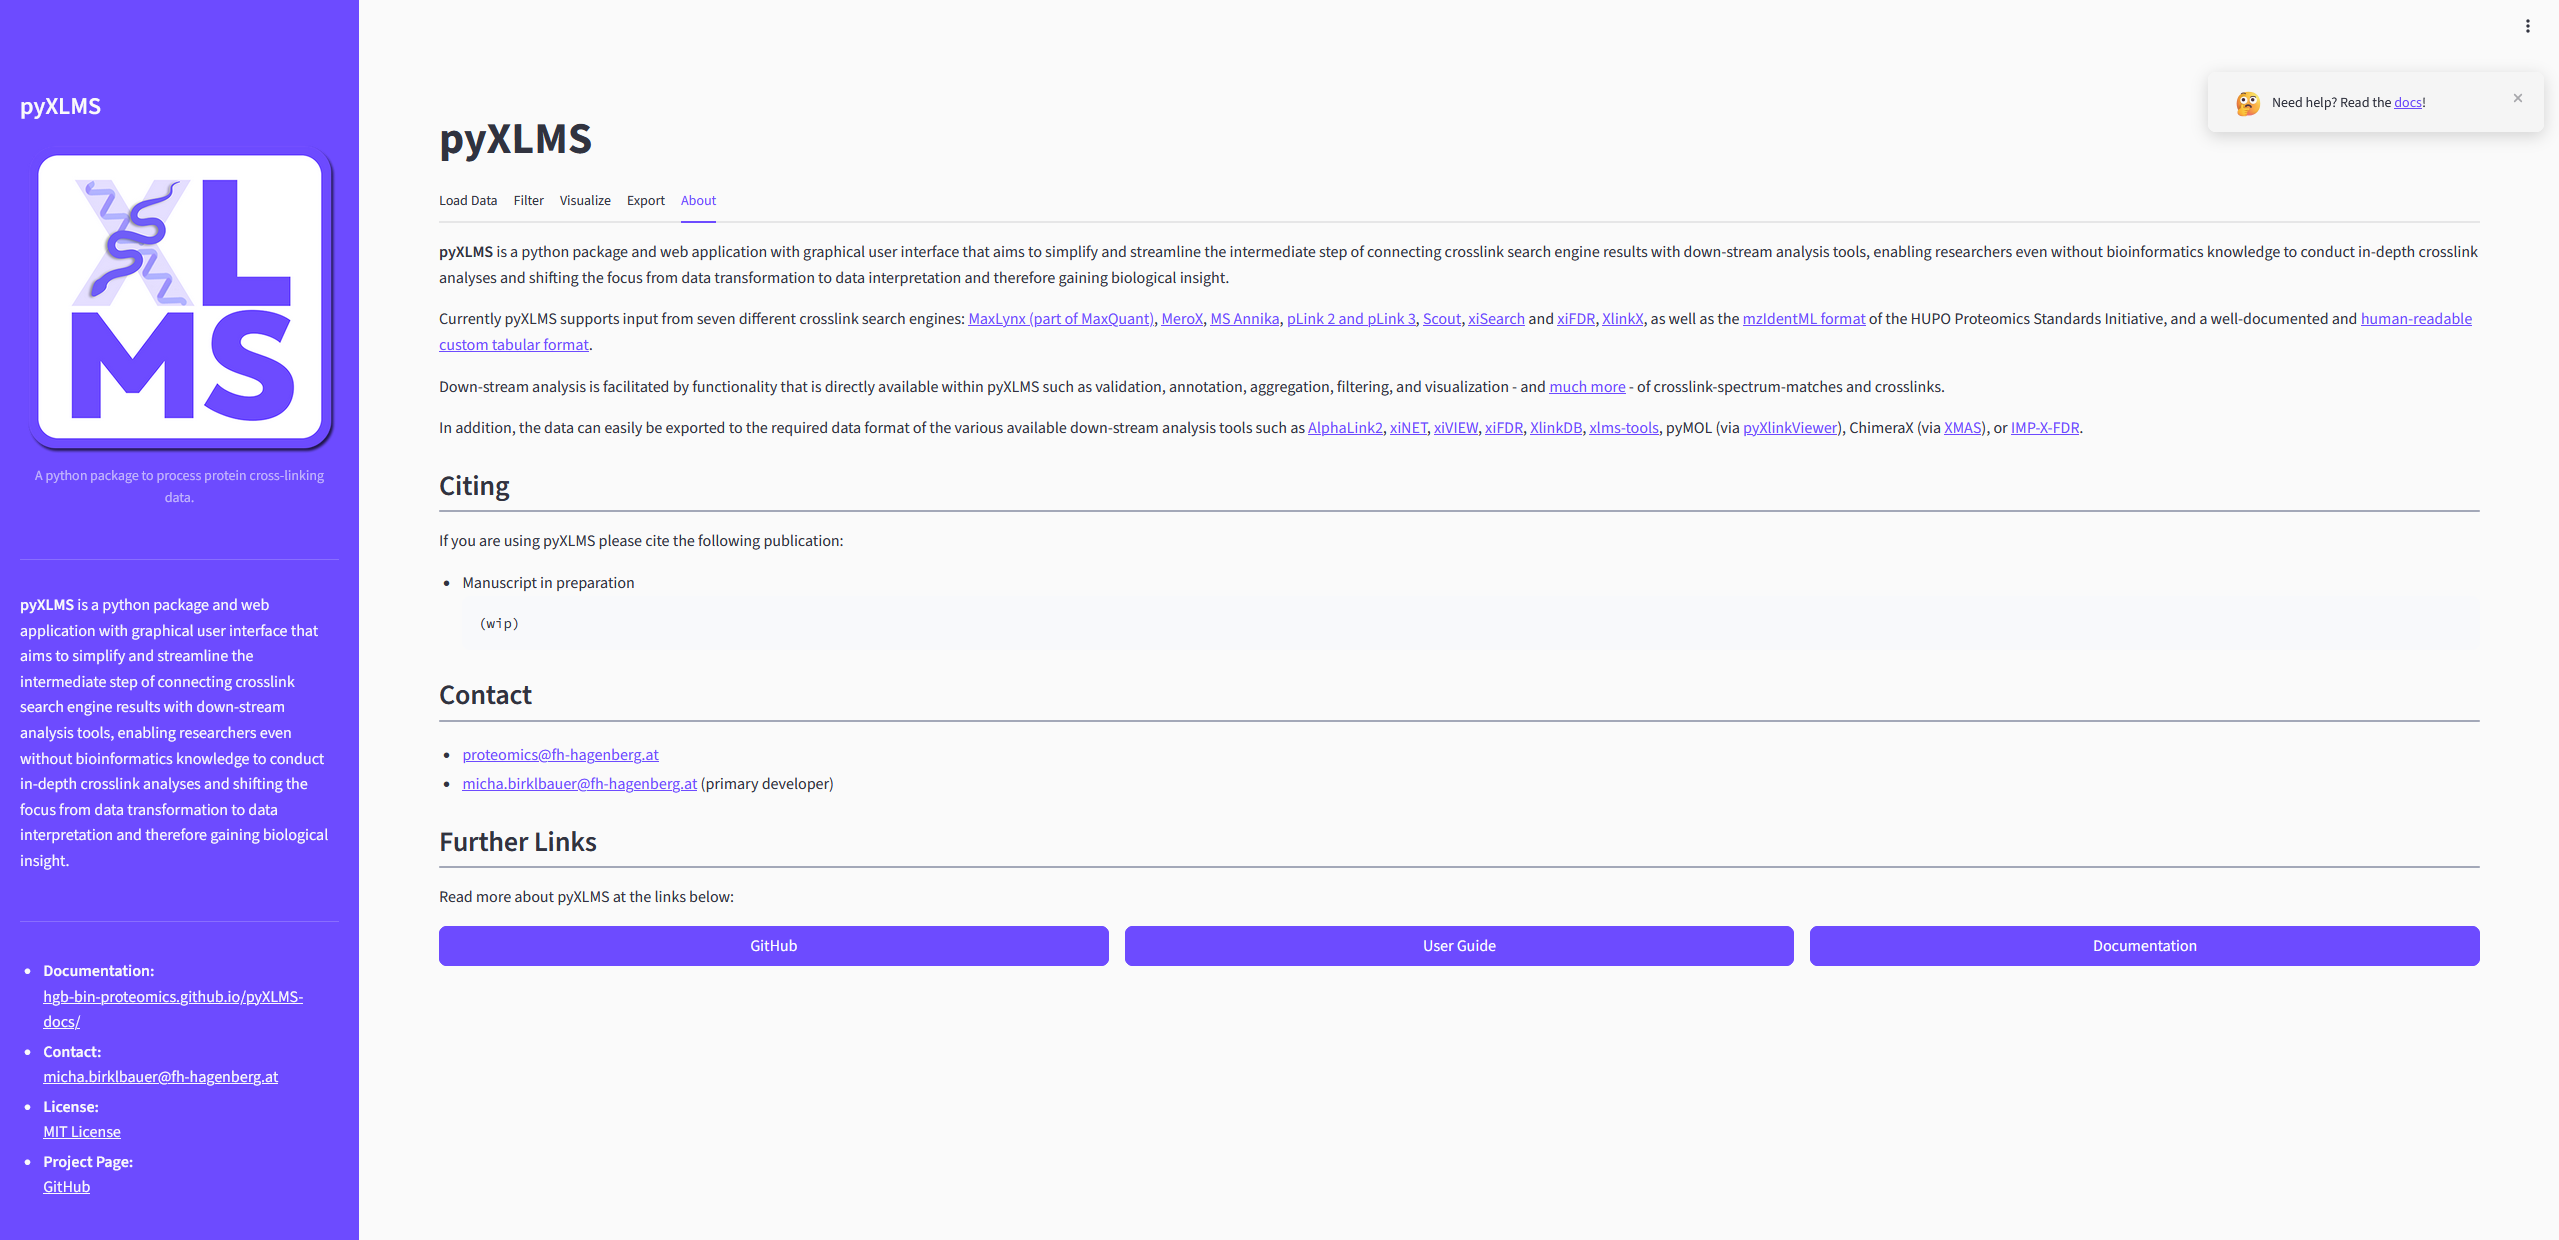 pyXLMS
XL
MS
A python package to process protein cross-linking
data.
pyXLMS is a python package and web
application with graphical user interface that
aims to simplify and streamline the
intermediate step of connecting crosslink
search engine results with down-stream
analysis tools, enabling researchers even
without bioinformatics knowledge to conduct
in-depth crosslink analyses and shifting the
focus from data transformation to data
interpretation and therefore gaining biological
insight.
• Documentation:
hgb-bin-proteomics.github.io/pyXLMS-
docs/
• Contact:
micha.birklbauer@fh-hagenberg.at
• License:
MIT License
• Project Page:
GitHub
Need help? Read the docs!
pyXLMS
Load Data Filter Visualize Export About
pyXLMS is a python package and web application with graphical user interface that aims to simplify and streamline the intermediate step of connecting crosslink search engine results with down-stream analysis tools, enabling researchers even without bioinformatics knowledge to conduct in-depth crosslink
analyses and shifting the focus from data transformation to data interpretation and therefore gaining biological insight.
Currently pyXLMS supports input from seven different crosslink search engines: MaxLynx (part of MaxQuant), MeroX, MS Annika, pLink 2 and pLink 3, Scout, xiSearch and xiFDR, XlinkX, as well as the mzIdentML format of the HUPO Proteomics Standards Initiative, and a well-documented and human-readable
custom tabular format.
Down-stream analysis is facilitated by functionality that is directly available within pyXLMS such as validation, annotation, aggregation, filtering, and visualization - and much more - of crosslink-spectrum-matches and crosslinks.
In addition, the data can easily be exported to the required data format of the various available down-stream analysis tools such as AlphaLink2, xiNET, xiVIEW, xiFDR, XlinkDB, xlms-tools, pyMOL (via pyXlinkViewer), ChimeraX (via XMAS), or IMP-X-FDR.
Citing
If you are using pyXLMS please cite the following publication:
• Manuscript in preparation
(wip)
Contact
• proteomics@fh-hagenberg.at
• micha.birklbauer@fh-hagenberg.at (primary developer)
Further Links
Read more about pyXLMS at the links below:
GitHub User Guide Documentation